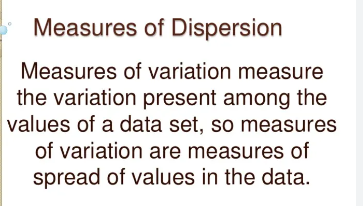 Measures of Dispersion
Measures of variation measure
the variation present among the
values of a data set, so measures
of variation are measures of
spread of values in the data.